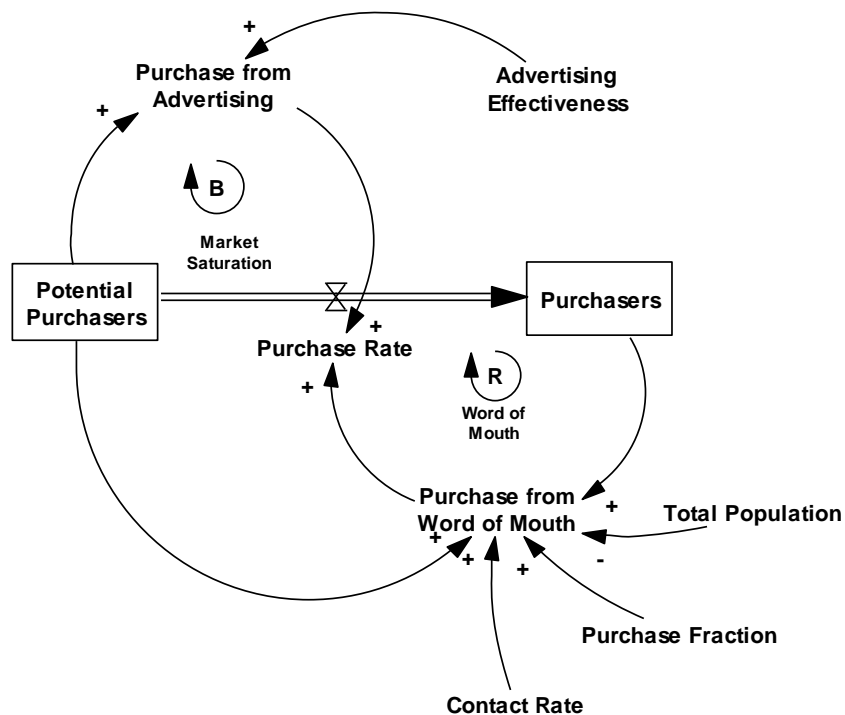 +
Purchase from
Advertising
Advertising
Effectiveness
+
B
Market
Saturation
Potential
Purchasers
Purchasers
+
Purchase Rate
+
R
Word of
Mouth
Purchase from
Word of Mouth
+
Total Population
+
+
+
-
Purchase Fraction
Contact Rate